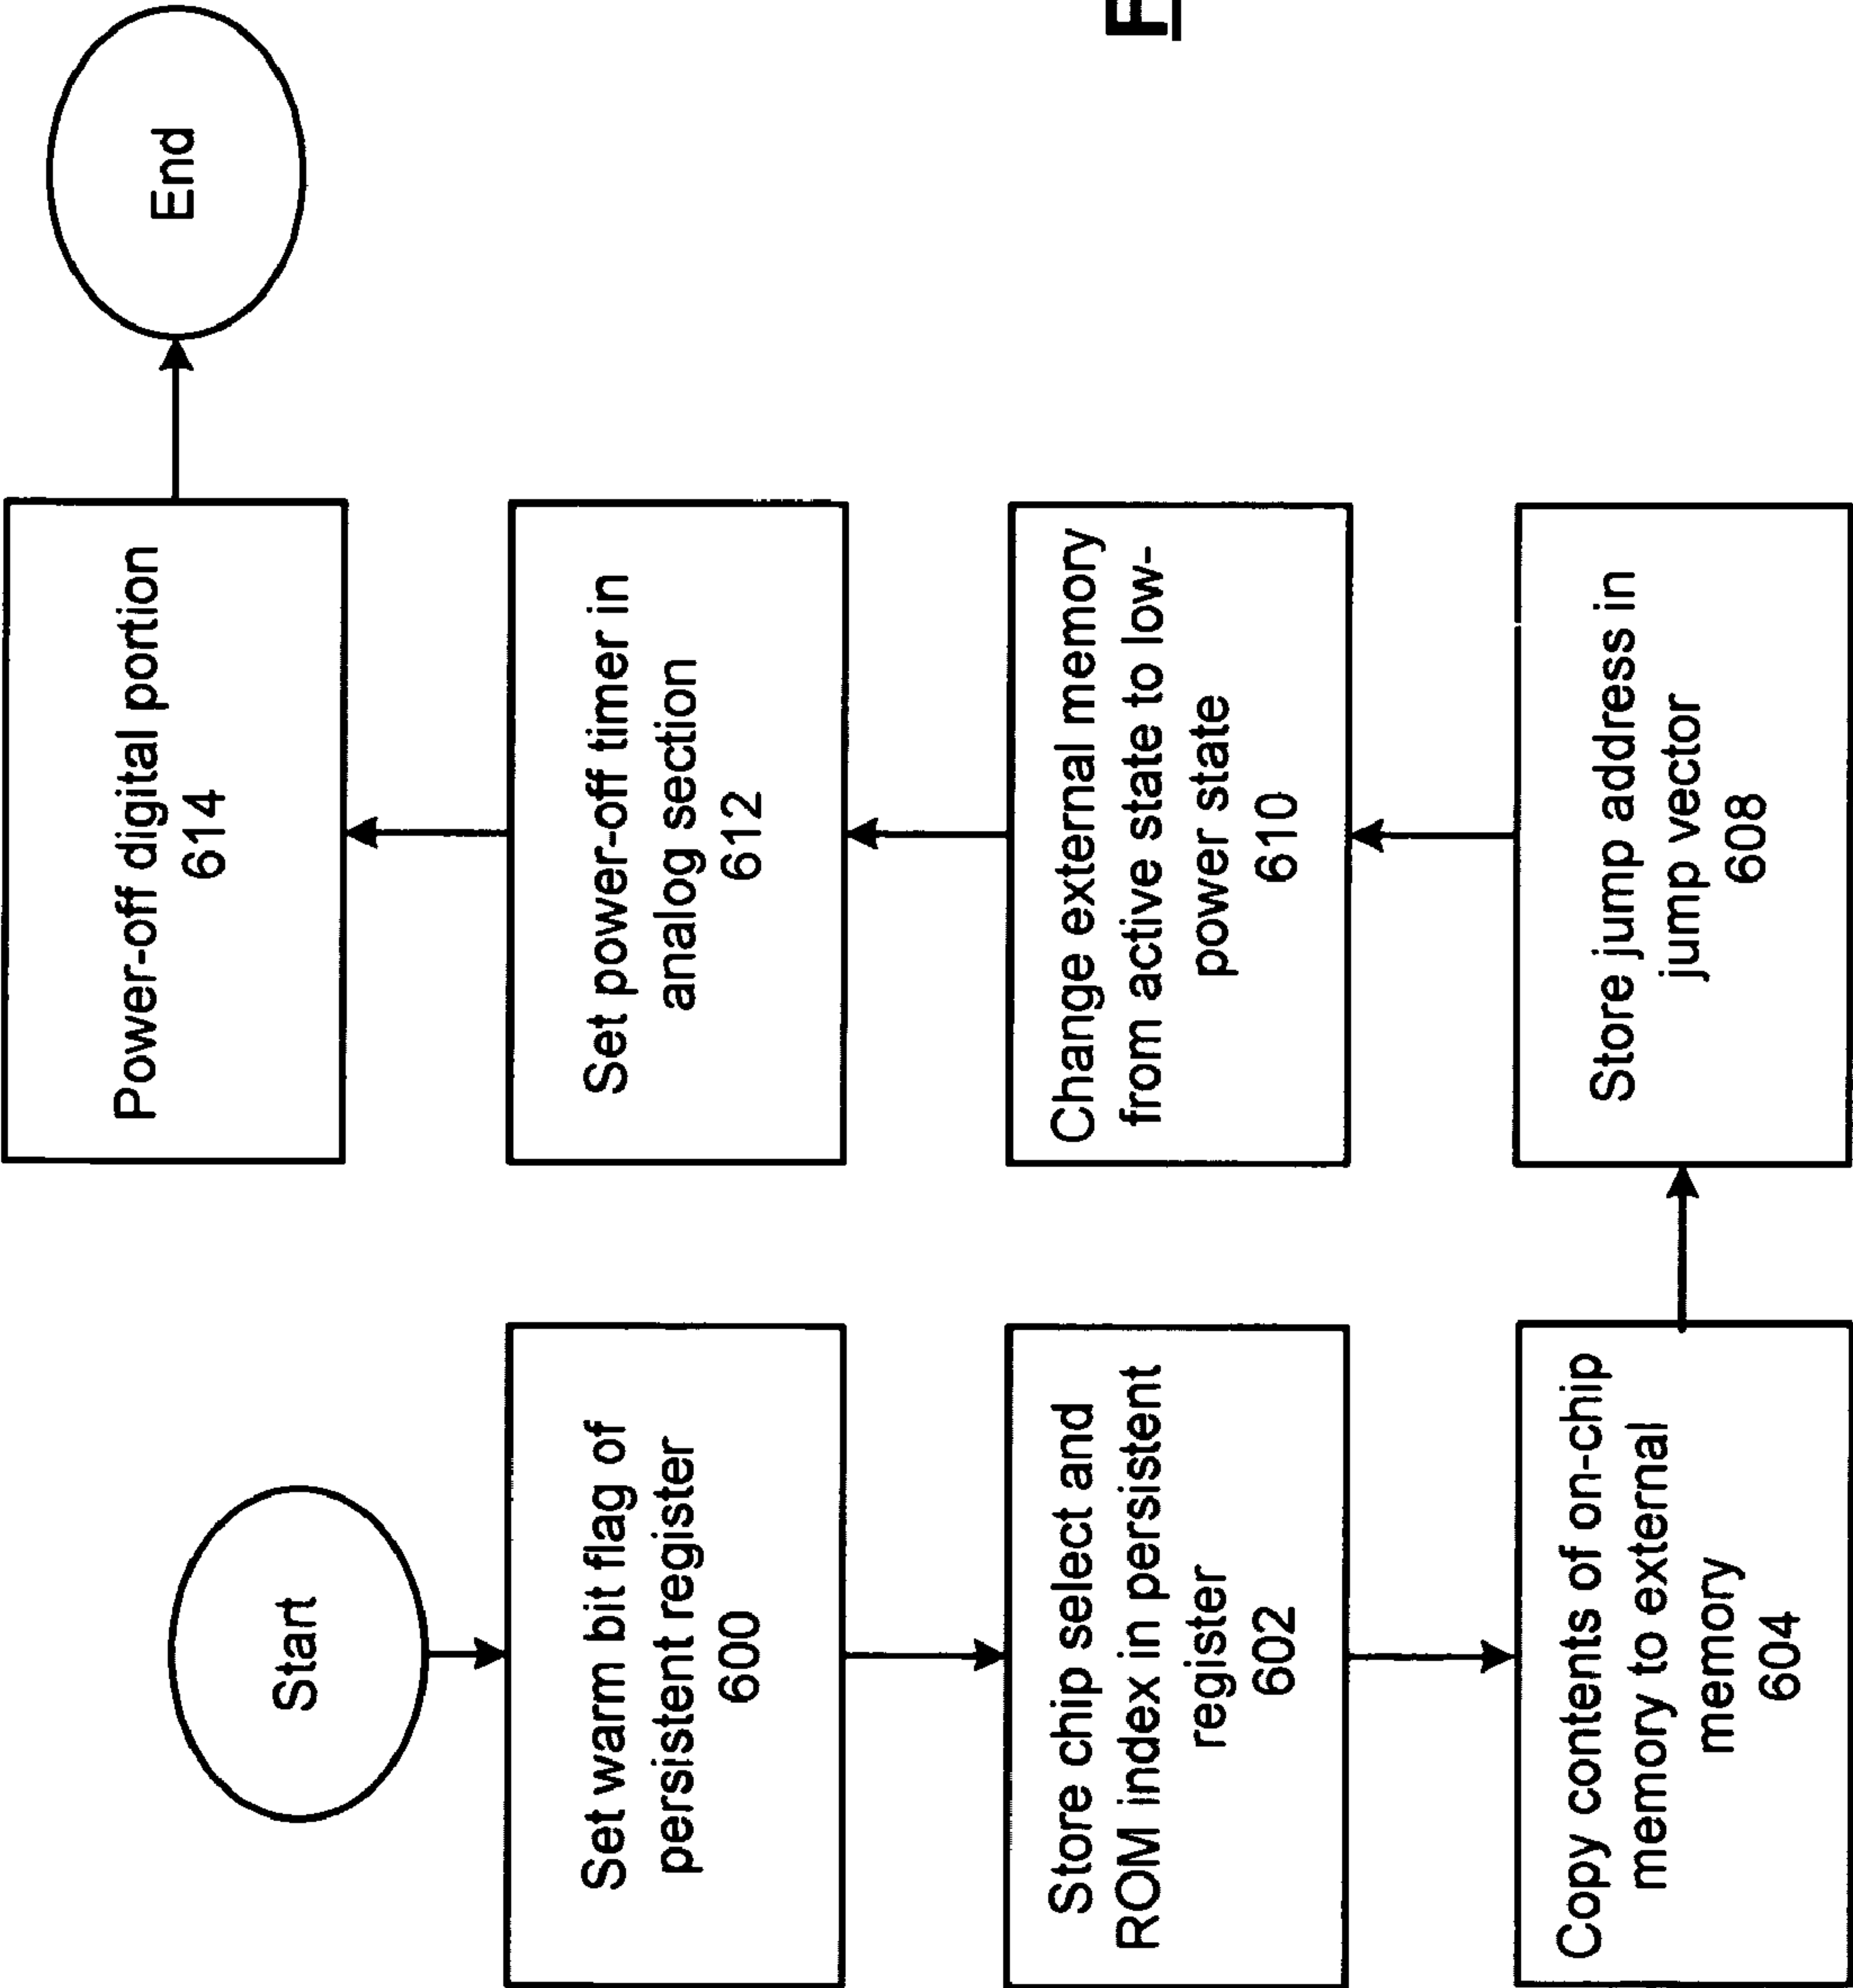 Start
Set warm bit flag of
persistent register
600
Store chip select and
ROM index in persistent
register
602
Copy contents of on-chip
memory to external
memory
604
Store jump address in
jump vector
608
Change external memory
from active state to low-
power state
610
Set power-off timer in
analog section
612
Power-off digital portion
614
End